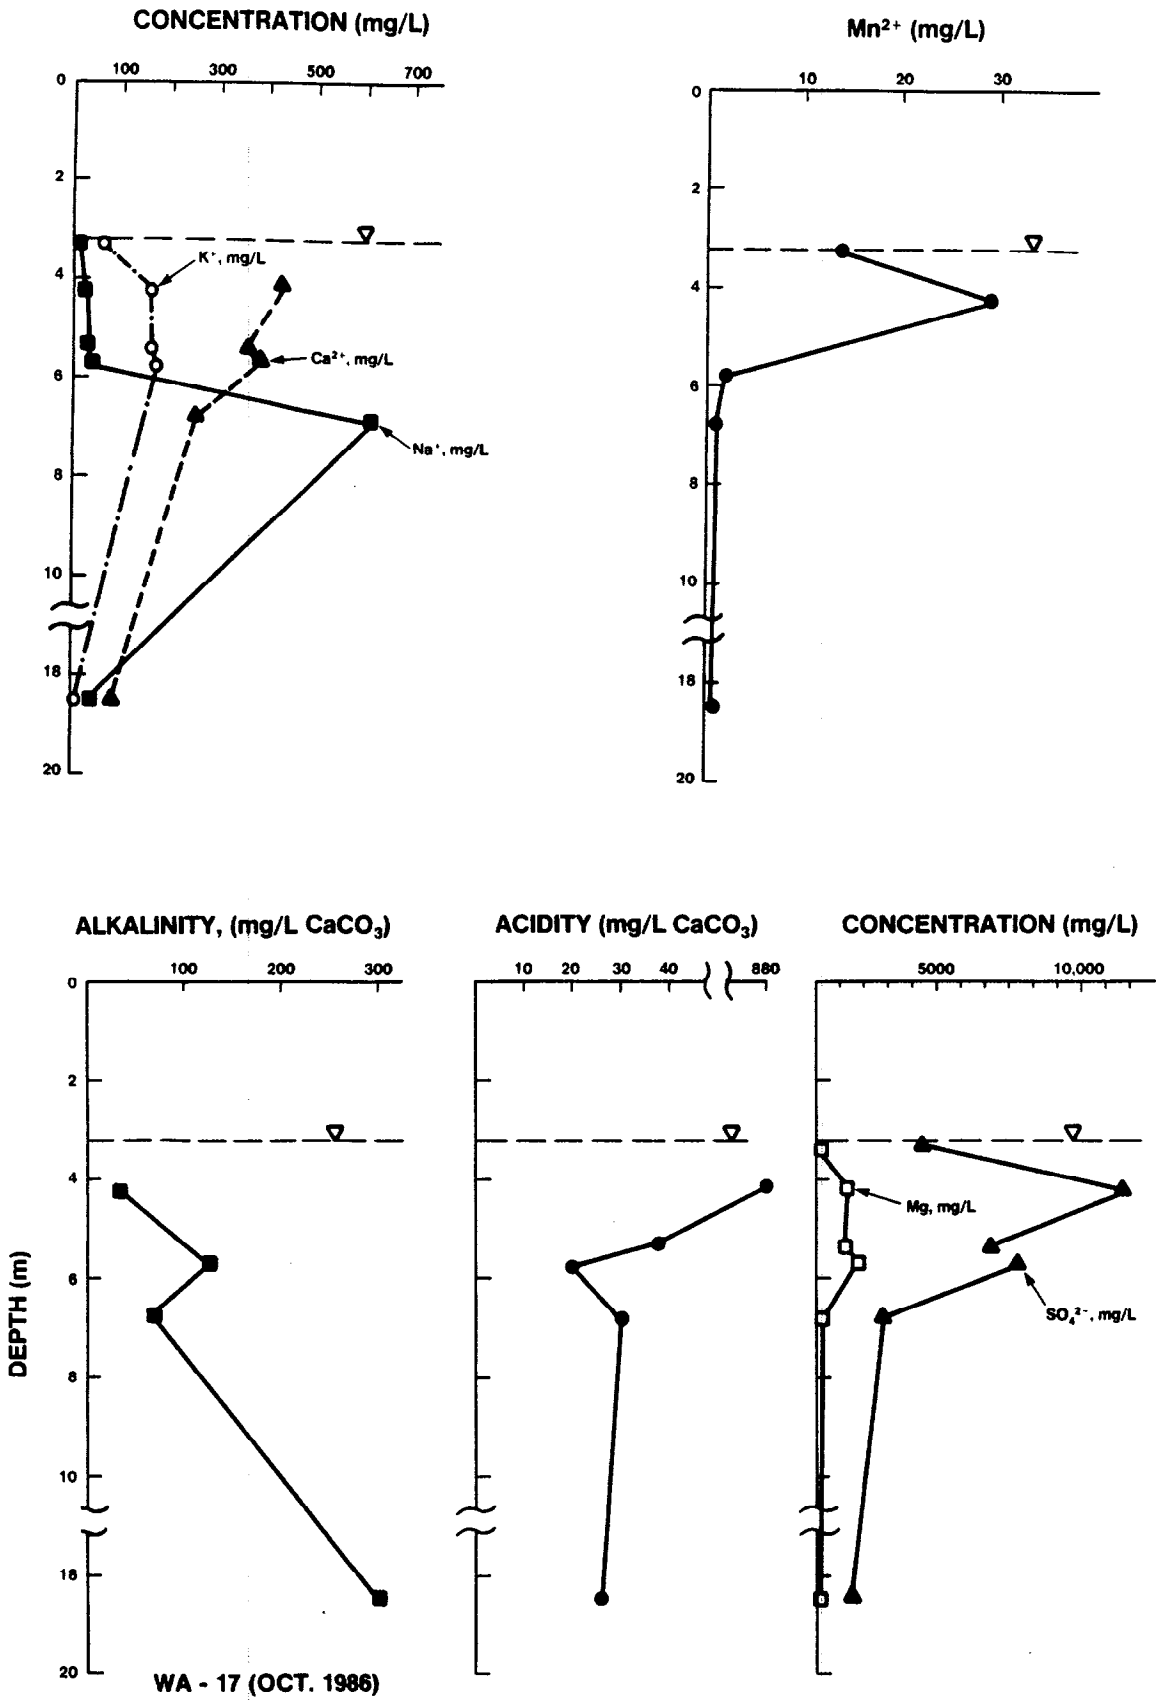 CONCENTRATION (mg/L)
0 100 300 500 700
2
4
6
8
10
18
20
K⁺, mg/L
Ca²⁺, mg/L
Na⁺, mg/L
Mn²⁺ (mg/L)
0 10 20 30
2
4
6
8
10
18
20
ALKALINITY, (mg/L CaCO₃)
0 100 200 300
2
4
6
8
10
18
20
DEPTH (m)
WA - 17 (OCT. 1986)
ACIDITY (mg/L CaCO₃)
10 20 30 40 880
CONCENTRATION (mg/L)
5000 10,000
Mg, mg/L
SO₄²⁻, mg/L